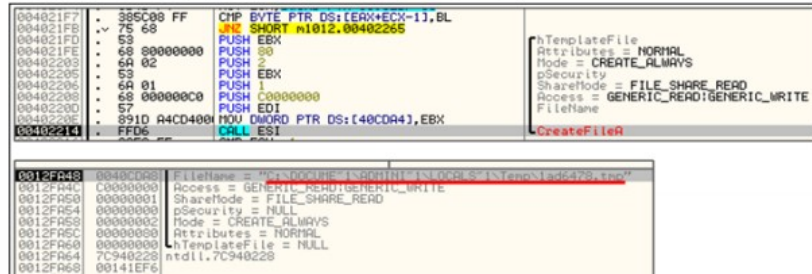 004021F7 . 385C08 FF CMP BYTE PTR DS:[EAX+ECX-1],BL
004021FB .v 75 68 JNZ SHORT m1012.00402265
004021FD . 53 PUSH EBX hTemplateFile
004021FE . 68 80000000 PUSH 80 Attributes = NORMAL
00402203 . 6A 02 PUSH 2 Mode = CREATE_ALWAYS
00402205 . 53 PUSH EBX pSecurity
00402206 . 6A 01 PUSH 1 ShareMode = FILE_SHARE_READ
00402208 . 68 000000C0 PUSH C0000000 Access = GENERIC_READ|GENERIC_WRITE
0040220D . 57 PUSH EDI FileName
0040220E . 891D A4CD4000 MOV DWORD PTR DS:[40CDA4],EBX
00402214 . FFD6 CALL ESI CreateFileA
0012FA48 0040CDA8 FileName = "C:\DOCUME~1\ADMINI~1\LOCALS~1\Temp\1ad6478.tmp"
0012FA4C C0000000 Access = GENERIC_READ|GENERIC_WRITE
0012FA50 00000001 ShareMode = FILE_SHARE_READ
0012FA54 00000000 pSecurity = NULL
0012FA58 00000002 Mode = CREATE_ALWAYS
0012FA5C 00000080 Attributes = NORMAL
0012FA60 00000000 hTemplateFile = NULL
0012FA64 7C940228 ntdll.7C940228
0012FA68 00141EF6